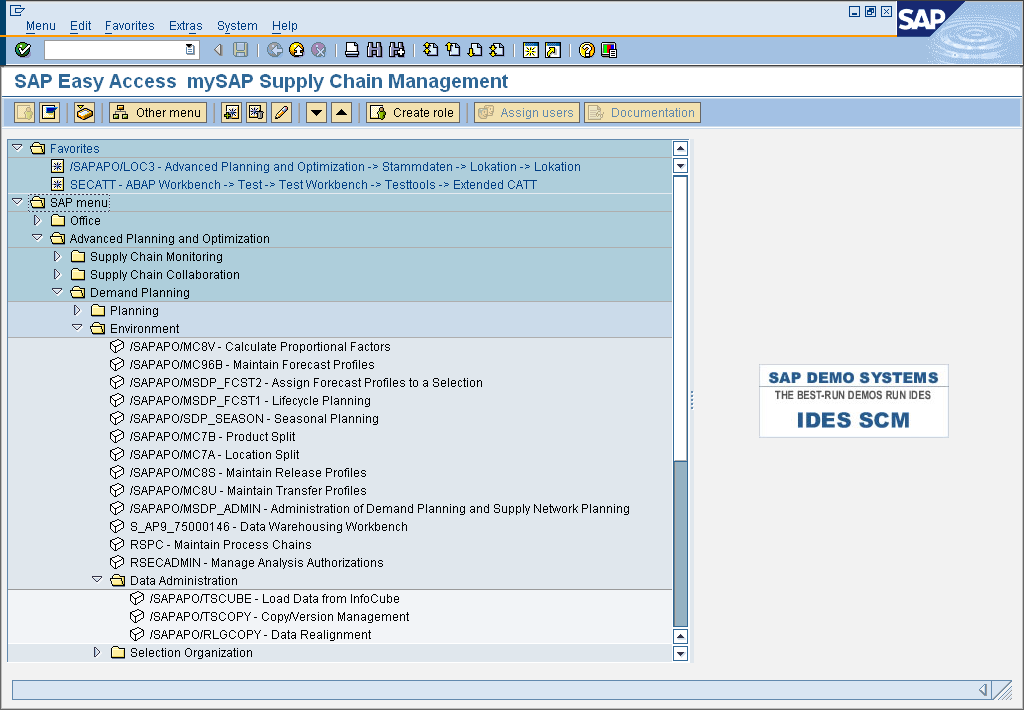 Menu Edit Favorites Extras System Help
SAP
SAP Easy Access mySAP Supply Chain Management
Other menu Create role Assign users Documentation
Favorites
/SAPAPO/LOC3 - Advanced Planning and Optimization -> Stammdaten -> Lokation -> Lokation
SECATT - ABAP Workbench -> Test -> Test Workbench -> Testtools -> Extended CATT
SAP menu
Office
Advanced Planning and Optimization
Supply Chain Monitoring
Supply Chain Collaboration
Demand Planning
Planning
Environment
/SAPAPO/MC8V - Calculate Proportional Factors
/SAPAPO/MC96B - Maintain Forecast Profiles
/SAPAPO/MSDP_FCST2 - Assign Forecast Profiles to a Selection
/SAPAPO/MSDP_FCST1 - Lifecycle Planning
/SAPAPO/SDP_SEASON - Seasonal Planning
/SAPAPO/MC7B - Product Split
/SAPAPO/MC7A - Location Split
/SAPAPO/MC8S - Maintain Release Profiles
/SAPAPO/MC8U - Maintain Transfer Profiles
/SAPAPO/MSDP_ADMIN - Administration of Demand Planning and Supply Network Planning
S_AP9_75000146 - Data Warehousing Workbench
RSPC - Maintain Process Chains
RSECADMIN - Manage Analysis Authorizations
Data Administration
/SAPAPO/TSCUBE - Load Data from InfoCube
/SAPAPO/TSCOPY - Copy/Version Management
/SAPAPO/RLGCOPY - Data Realignment
Selection Organization
SAP DEMO SYSTEMS
THE BEST-RUN DEMOS RUN IDES
IDES SCM